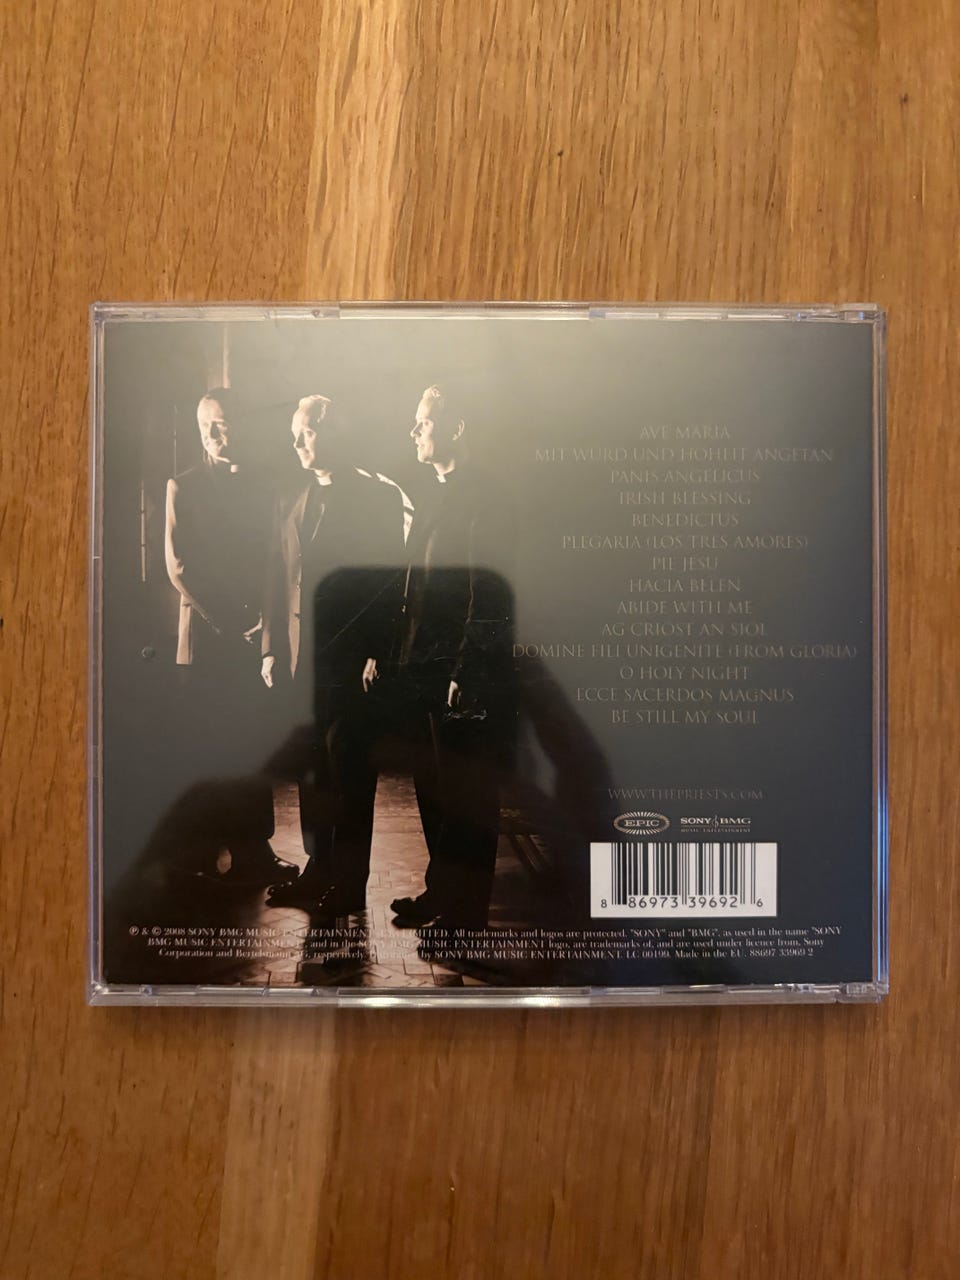 AVE MARIA
MIT WURD UND HOHEIT ANGETAN
PANIS ANGELICUS
IRISH BLESSING
BENEDICTUS
PLEGARIA (LOS TRES AMORES)
PIE JESU
HACIA BELEN
ABIDE WITH ME
AG CRIOST AN SIOL
DOMINE FILI UNIGENITE (FROM GLORIA)
O HOLY NIGHT
ECCE SACERDOS MAGNUS
BE STILL MY SOUL
WWW.THEPRIESTS.COM
EPIC
SONY BMG
MUSIC ENTERTAINMENT
8 86973 39692 6
℗ & © 2008 SONY BMG MUSIC ENTERTAINMENT LIMITED. All trademarks and logos are protected. "SONY" and "BMG", as used in the name "SONY
BMG MUSIC ENTERTAINMENT", and in the SONY BMG MUSIC ENTERTAINMENT logo, are trademarks of, and are used under licence from, Sony
Corporation and Bertelsmann AG, respectively. Distributed by SONY BMG MUSIC ENTERTAINMENT. LC 00199. Made in the EU. 88697 33969 2